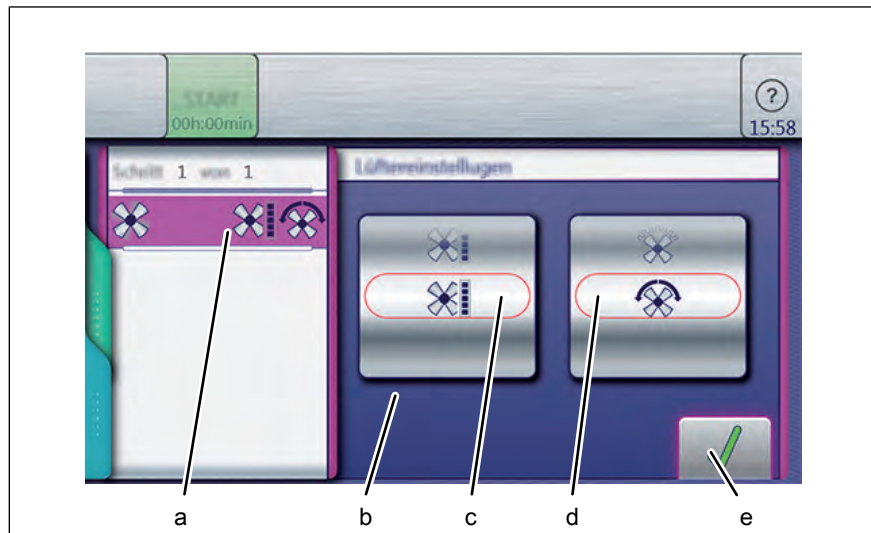 START
00h:00min
?
15:58
Schritt 1 von 1
Lüftereinstellugen
a b c d e